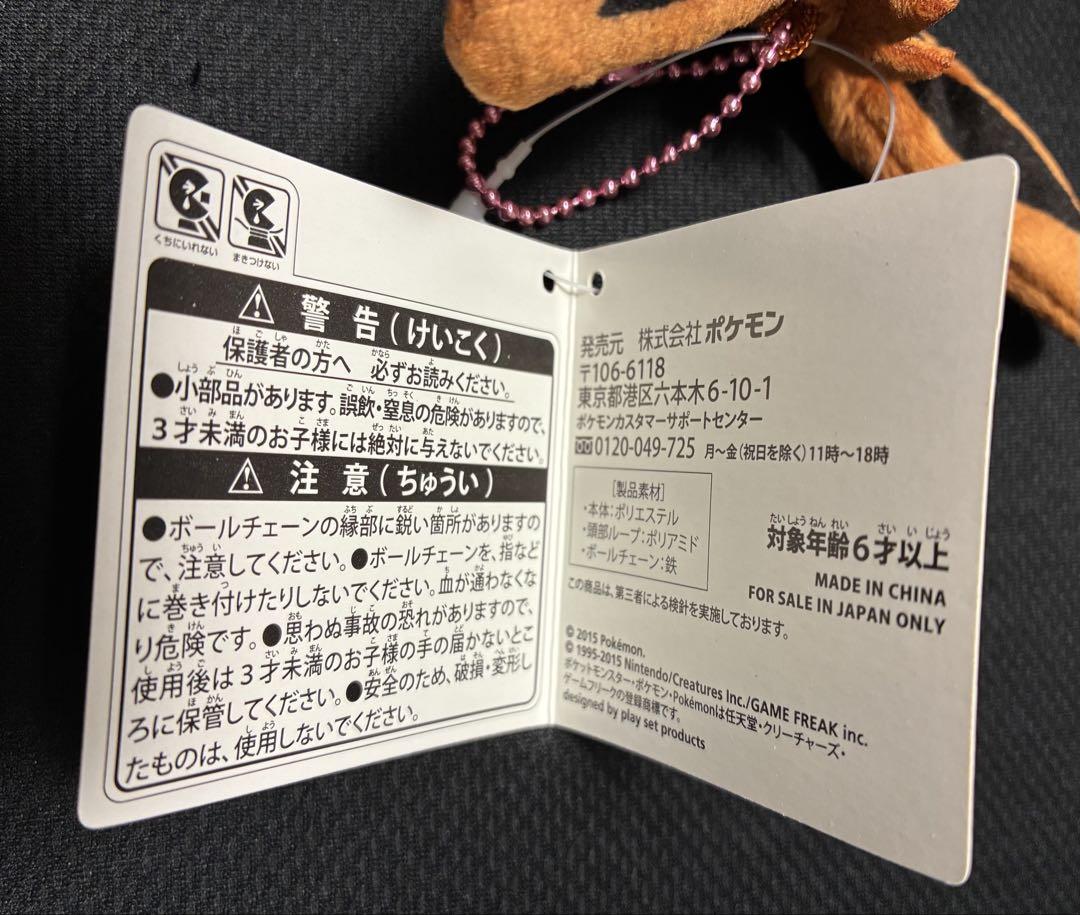 くちにいれない
まきつけない
警告(けいこく)
保護者の方へ 必ずお読みください。
●小部品があります。誤飲・窒息の危険がありますので、
3才未満のお子様には絶対に与えないでください。
注意(ちゅうい)
●ボールチェーンの縁部に鋭い箇所がありますの
で、注意してください。●ボールチェーンを、指など
に巻き付けたりしないでください。血が通わなくな
り危険です。●思わぬ事故の恐れがありますので、
使用後は3才未満のお子様の手の届かないとこ
ろに保管してください。●安全のため、破損・変形し
たものは、使用しないでください。
発売元 株式会社ポケモン
〒106-6118
東京都港区六本木6-10-1
ポケモンカスタマーサポートセンター
0120-049-725 月～金(祝日を除く)11時～18時
[製品素材]
・本体:ポリエステル
・頭部ループ:ポリアミド
・ボールチェーン:鉄
対象年齢6才以上
MADE IN CHINA
FOR SALE IN JAPAN ONLY
この商品は、第三者による検針を実施しております。
© 2015 Pokémon.
© 1995-2015 Nintendo/Creatures Inc./GAME FREAK inc.
ポケットモンスター・ポケモン・Pokémonは任天堂・クリーチャーズ・
ゲームフリークの登録商標です。
designed by play set products